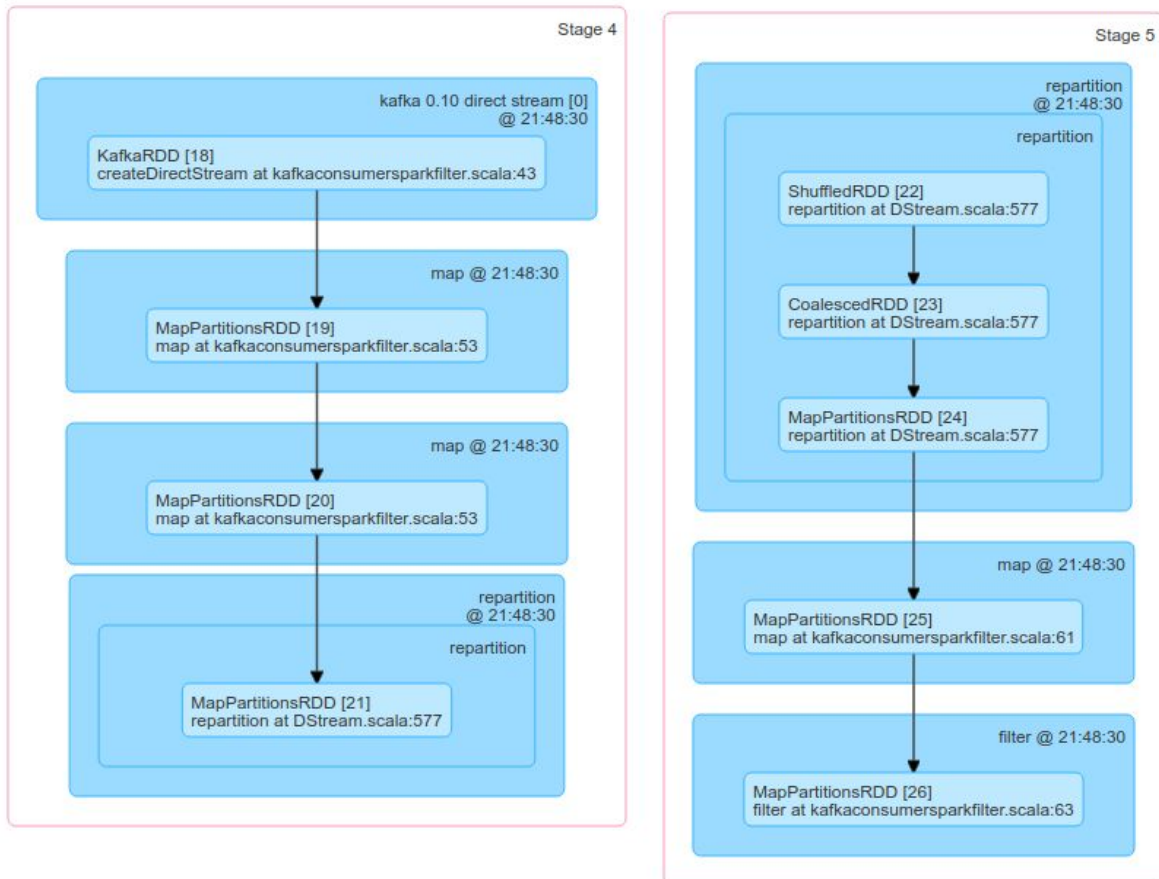 Stage 4
kafka 0.10 direct stream [0]
@ 21:48:30
KafkaRDD [18]
createDirectStream at kafkaconsumersparkfilter.scala:43
map @ 21:48:30
MapPartitionsRDD [19]
map at kafkaconsumersparkfilter.scala:53
map @ 21:48:30
MapPartitionsRDD [20]
map at kafkaconsumersparkfilter.scala:53
repartition
@ 21:48:30
repartition
MapPartitionsRDD [21]
repartition at DStream.scala:577
Stage 5
repartition
@ 21:48:30
repartition
ShuffledRDD [22]
repartition at DStream.scala:577
CoalescedRDD [23]
repartition at DStream.scala:577
MapPartitionsRDD [24]
repartition at DStream.scala:577
map @ 21:48:30
MapPartitionsRDD [25]
map at kafkaconsumersparkfilter.scala:61
filter @ 21:48:30
MapPartitionsRDD [26]
filter at kafkaconsumersparkfilter.scala:63